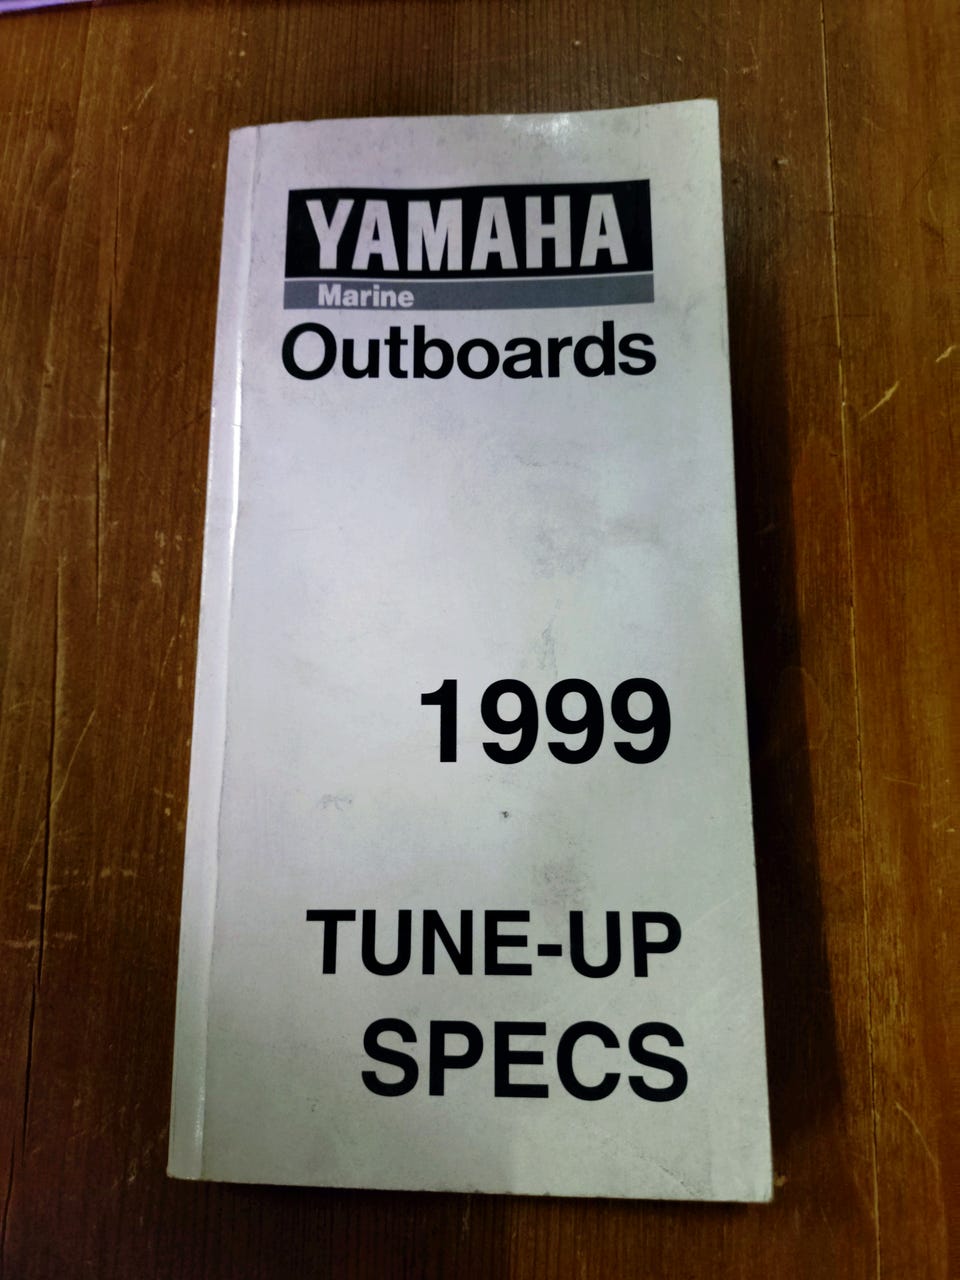 YAMAHA
Marine
Outboards
1999
TUNE-UP
SPECS